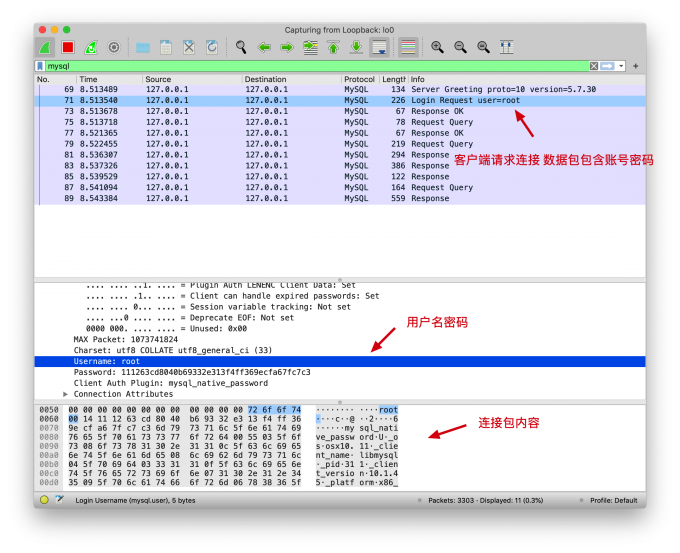 Capturing from Loopback: lo0
mysql
No. Time Source Destination Protocol Length Info
69 8.513489 127.0.0.1 127.0.0.1 MySQL 134 Server Greeting proto=10 version=5.7.30
71 8.513540 127.0.0.1 127.0.0.1 MySQL 226 Login Request user=root
73 8.513678 127.0.0.1 127.0.0.1 MySQL 67 Response OK
75 8.513718 127.0.0.1 127.0.0.1 MySQL 78 Request Query
77 8.521365 127.0.0.1 127.0.0.1 MySQL 67 Response OK
79 8.522455 127.0.0.1 127.0.0.1 MySQL 219 Request Query
81 8.536307 127.0.0.1 127.0.0.1 MySQL 294 Response
83 8.537326 127.0.0.1 127.0.0.1 MySQL 386 Response
85 8.539529 127.0.0.1 127.0.0.1 MySQL 122 Response
87 8.541094 127.0.0.1 127.0.0.1 MySQL 164 Request Query
89 8.543384 127.0.0.1 127.0.0.1 MySQL 559 Response
客户端请求连接 数据包包含账号密码
.... .... ..1. .... = Plugin Auth LENENC Client Data: Set
.... .... .1.. .... = Client can handle expired passwords: Set
.... .... 0... .... = Session variable tracking: Not set
.... ...0 .... .... = Deprecate EOF: Not set
0000 000. .... .... = Unused: 0x00
MAX Packet: 1073741824
Charset: utf8 COLLATE utf8_general_ci (33)
Username: root
Password: 111263cd8040b69332e313f4ff369ecfa67fc7c3
Client Auth Plugin: mysql_native_password
Connection Attributes
用户名密码
0050 00 00 00 00 00 00 00 00 00 00 00 72 6f 6f 74 ········ ····root
0060 00 14 11 12 63 cd 80 40 b6 93 32 e3 13 f4 ff 36 ····c··@ ··2····6
0070 9e cf a6 7f c7 c3 6d 79 73 71 6c 5f 6e 61 74 69 ······my sql_nati
0080 76 65 5f 70 61 73 73 77 6f 72 64 00 55 03 5f 6f ve_passw ord·U·_o
0090 73 08 6f 73 78 31 30 2e 31 31 0c 5f 63 6c 69 65 s·osx10. 11·_clie
00a0 6e 74 5f 6e 61 6d 65 08 6c 69 62 6d 79 73 71 6c nt_name· libmysql
00b0 04 5f 70 69 64 03 33 31 31 0f 5f 63 6c 69 65 6e ·_pid·31 1·_clien
00c0 74 5f 76 65 72 73 69 6f 6e 07 31 30 2e 31 2e 34 t_versio n·10.1.4
00d0 35 09 5f 70 6c 61 74 66 6f 72 6d 06 78 38 36 5f 5·_platf orm·x86_
连接包内容
Login Username (mysql.user), 5 bytes Packets: 3303 · Displayed: 11 (0.3%) Profile: Default